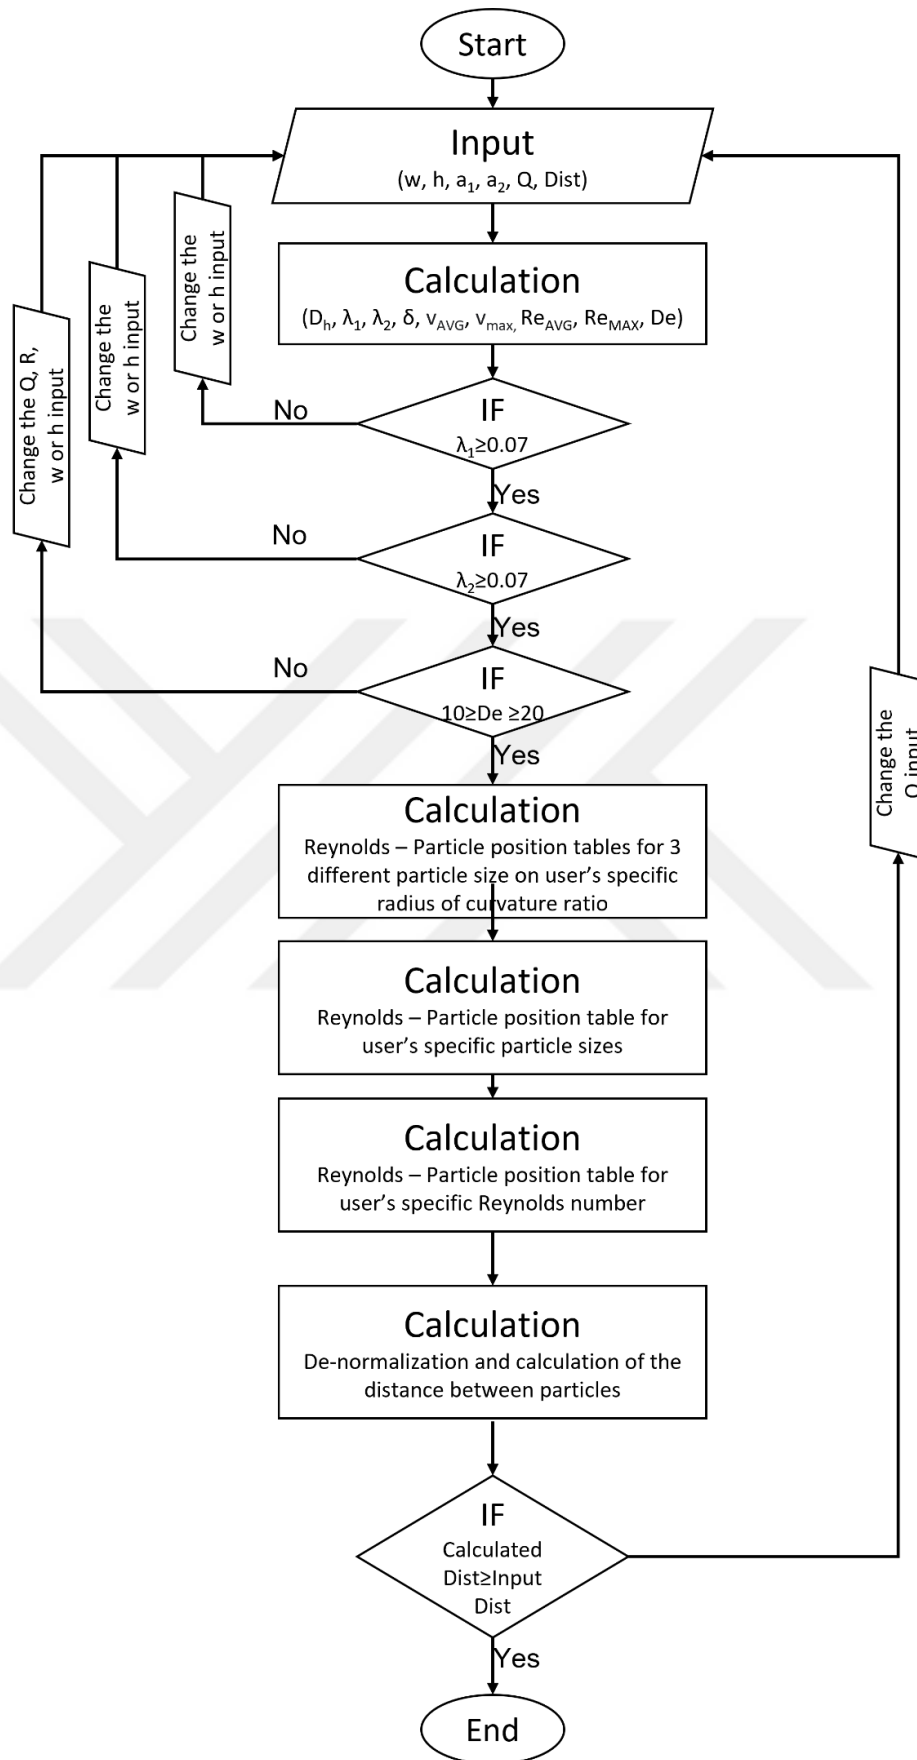 Start
Input
(w, h, a₁, a₂, Q, Dist)
Calculation
(Dₕ, λ₁, λ₂, δ, v_AVG, v_max, Re_AVG, Re_MAX, De)
IF
λ₁≥0.07
No
Change the
w or h input
Yes
IF
λ₂≥0.07
No
Change the
w or h input
Yes
IF
10≥De ≥20
No
Change the Q, R,
w or h input
Yes
Calculation
Reynolds – Particle position tables for 3
different particle size on user’s specific
radius of curvature ratio
Calculation
Reynolds – Particle position table for
user’s specific particle sizes
Calculation
Reynolds – Particle position table for
user’s specific Reynolds number
Calculation
De-normalization and calculation of the
distance between particles
IF
Calculated
Dist≥Input
Dist
Change the
Q input
Yes
End